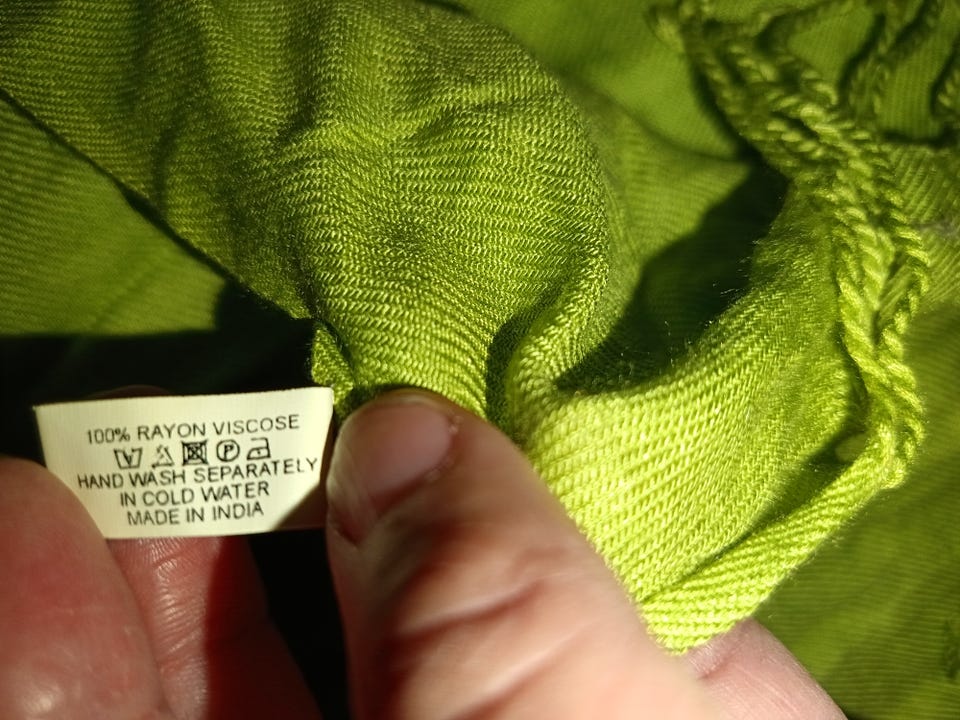 100% RAYON VISCOSE
P
HAND WASH SEPARATELY
IN COLD WATER
MADE IN INDIA